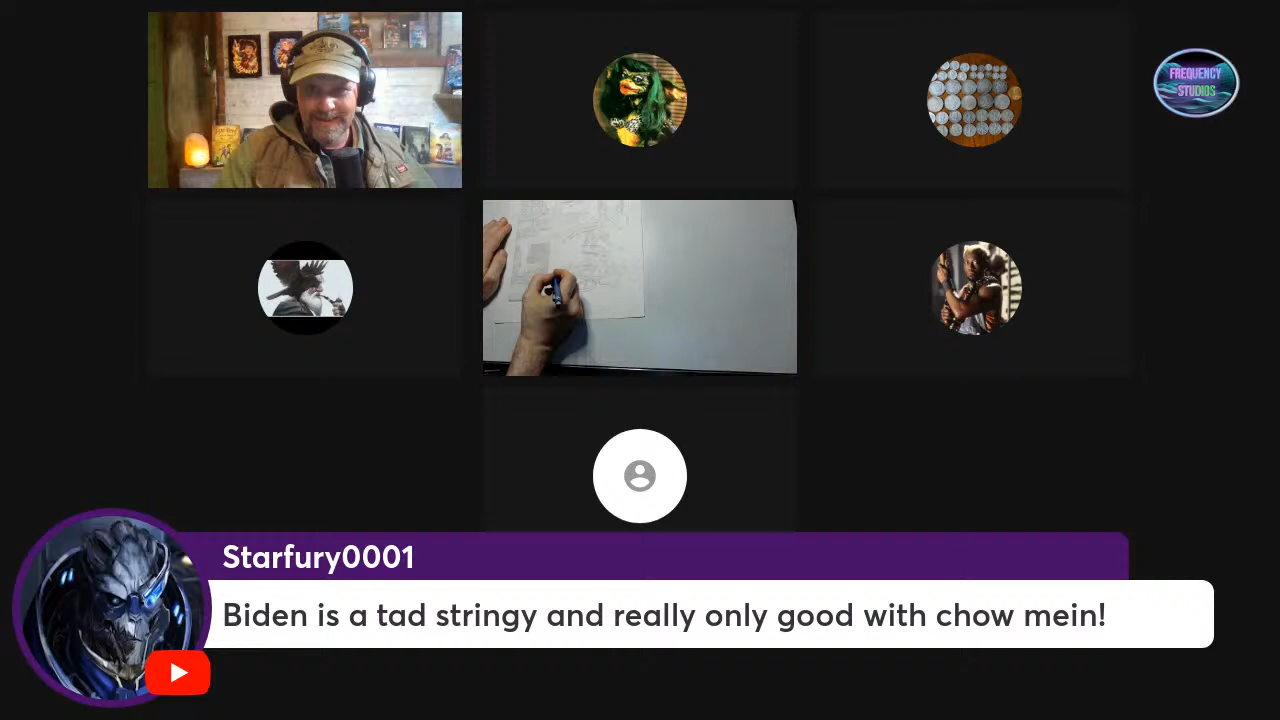 FREQUENCY
STUDIOS
Starfury0001
Biden is a tad stringy and really only good with chow mein!